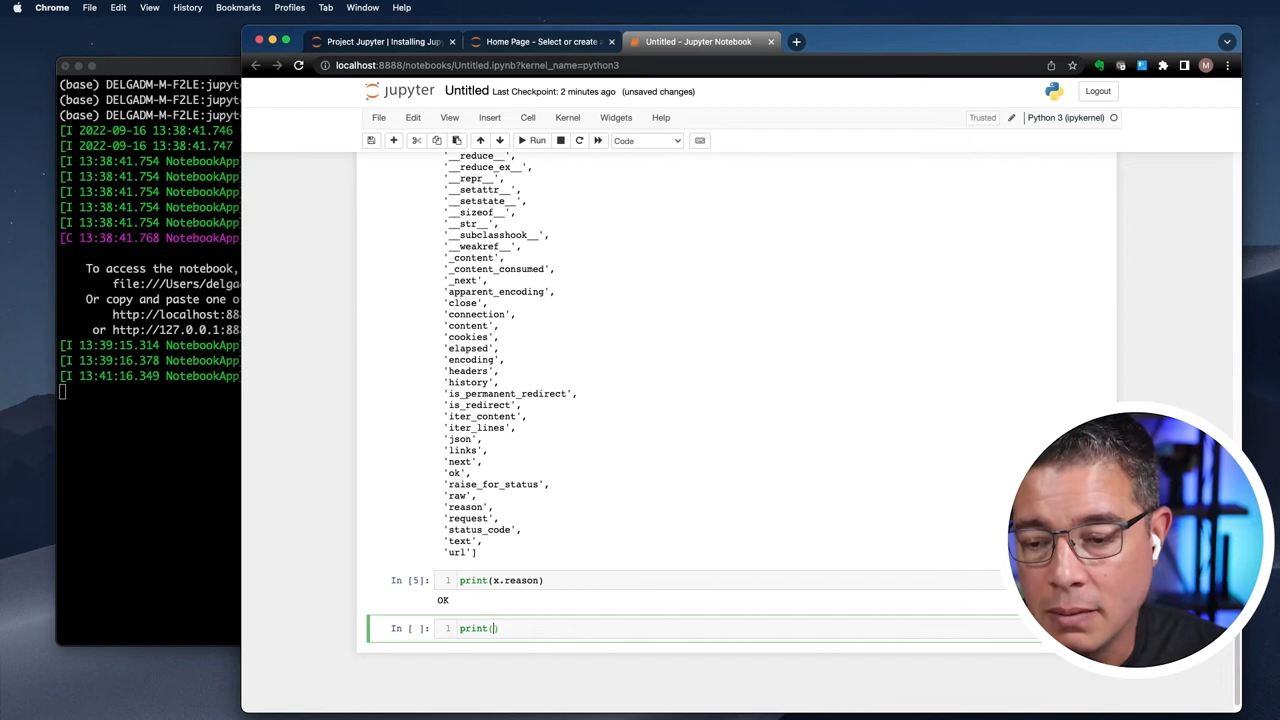 Chrome File Edit View History Bookmarks Profiles Tab Window Help
Project Jupyter | Installing Jup
Home Page - Select or create
Untitled - Jupyter Notebook
localhost:8888/notebooks/Untitled.ipynb?kernel_name=python3
M
jupyter Untitled Last Checkpoint: 2 minutes ago (unsaved changes)
Logout
File Edit View Insert Cell Kernel Widgets Help
Trusted
Python 3 (ipykernel)
Run
Code
(base) DELGADM-M-F2LE:jupyt
(base) DELGADM-M-F2LE:jupyt
(base) DELGADM-M-F2LE:jupyt
[I 2022-09-16 13:38:41.746
[I 2022-09-16 13:38:41.747
[I 13:38:41.754 NotebookApp
[I 13:38:41.754 NotebookApp
[I 13:38:41.754 NotebookApp
[I 13:38:41.754 NotebookApp
[I 13:38:41.754 NotebookApp
[C 13:38:41.768 NotebookApp
To access the notebook,
file:///Users/delga
Or copy and paste one o
http://localhost:88
or http://127.0.0.1:88
[I 13:39:15.314 NotebookApp
[I 13:39:16.378 NotebookApp
[I 13:41:16.349 NotebookApp
'__reduce__',
'__reduce_ex__',
'__repr__',
'__setattr__',
'__setstate__',
'__sizeof__',
'__str__',
'__subclasshook__',
'__weakref__',
'_content',
'_content_consumed',
'_next',
'apparent_encoding',
'close',
'connection',
'content',
'cookies',
'elapsed',
'encoding',
'headers',
'history',
'is_permanent_redirect',
'is_redirect',
'iter_content',
'iter_lines',
'json',
'links',
'next',
'ok',
'raise_for_status',
'raw',
'reason',
'request',
'status_code',
'text',
'url']
In [5]: 1 print(x.reason)
OK
In [ ]: 1 print()